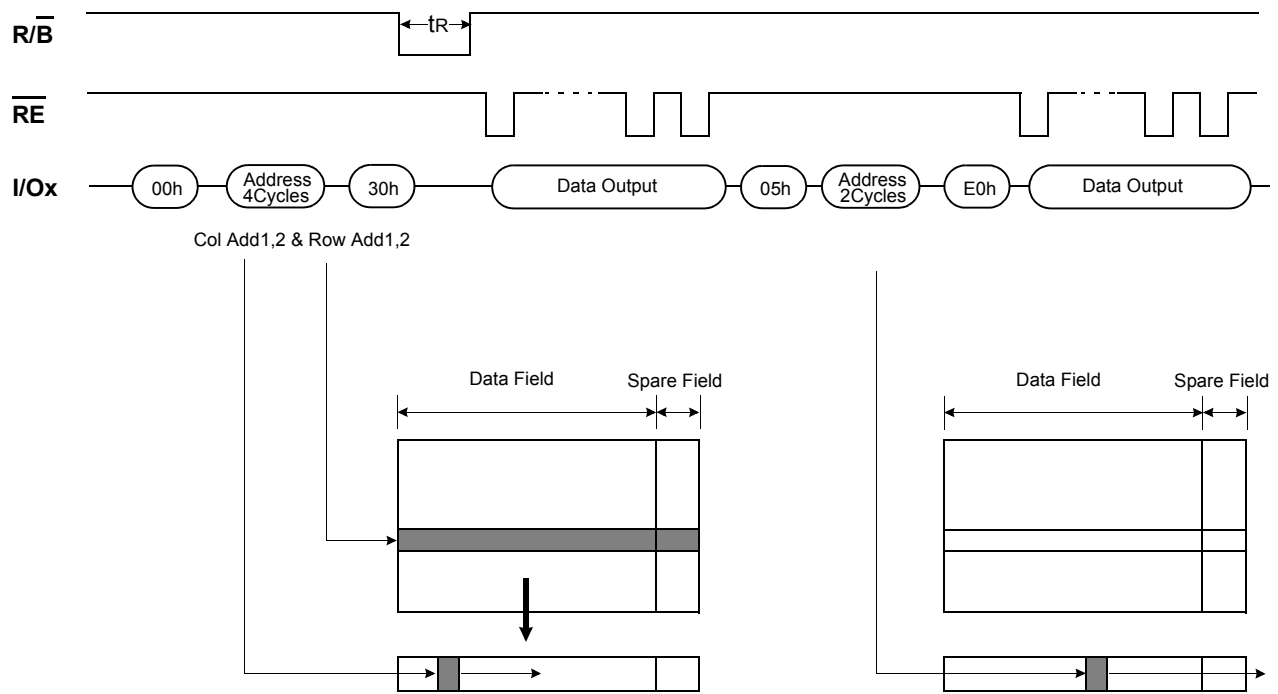 R/B
tR
RE
I/Ox
00h
Address
4Cycles
30h
Data Output
05h
Address
2Cycles
E0h
Data Output
Col Add1,2 & Row Add1,2
Data Field
Spare Field
Data Field
Spare Field